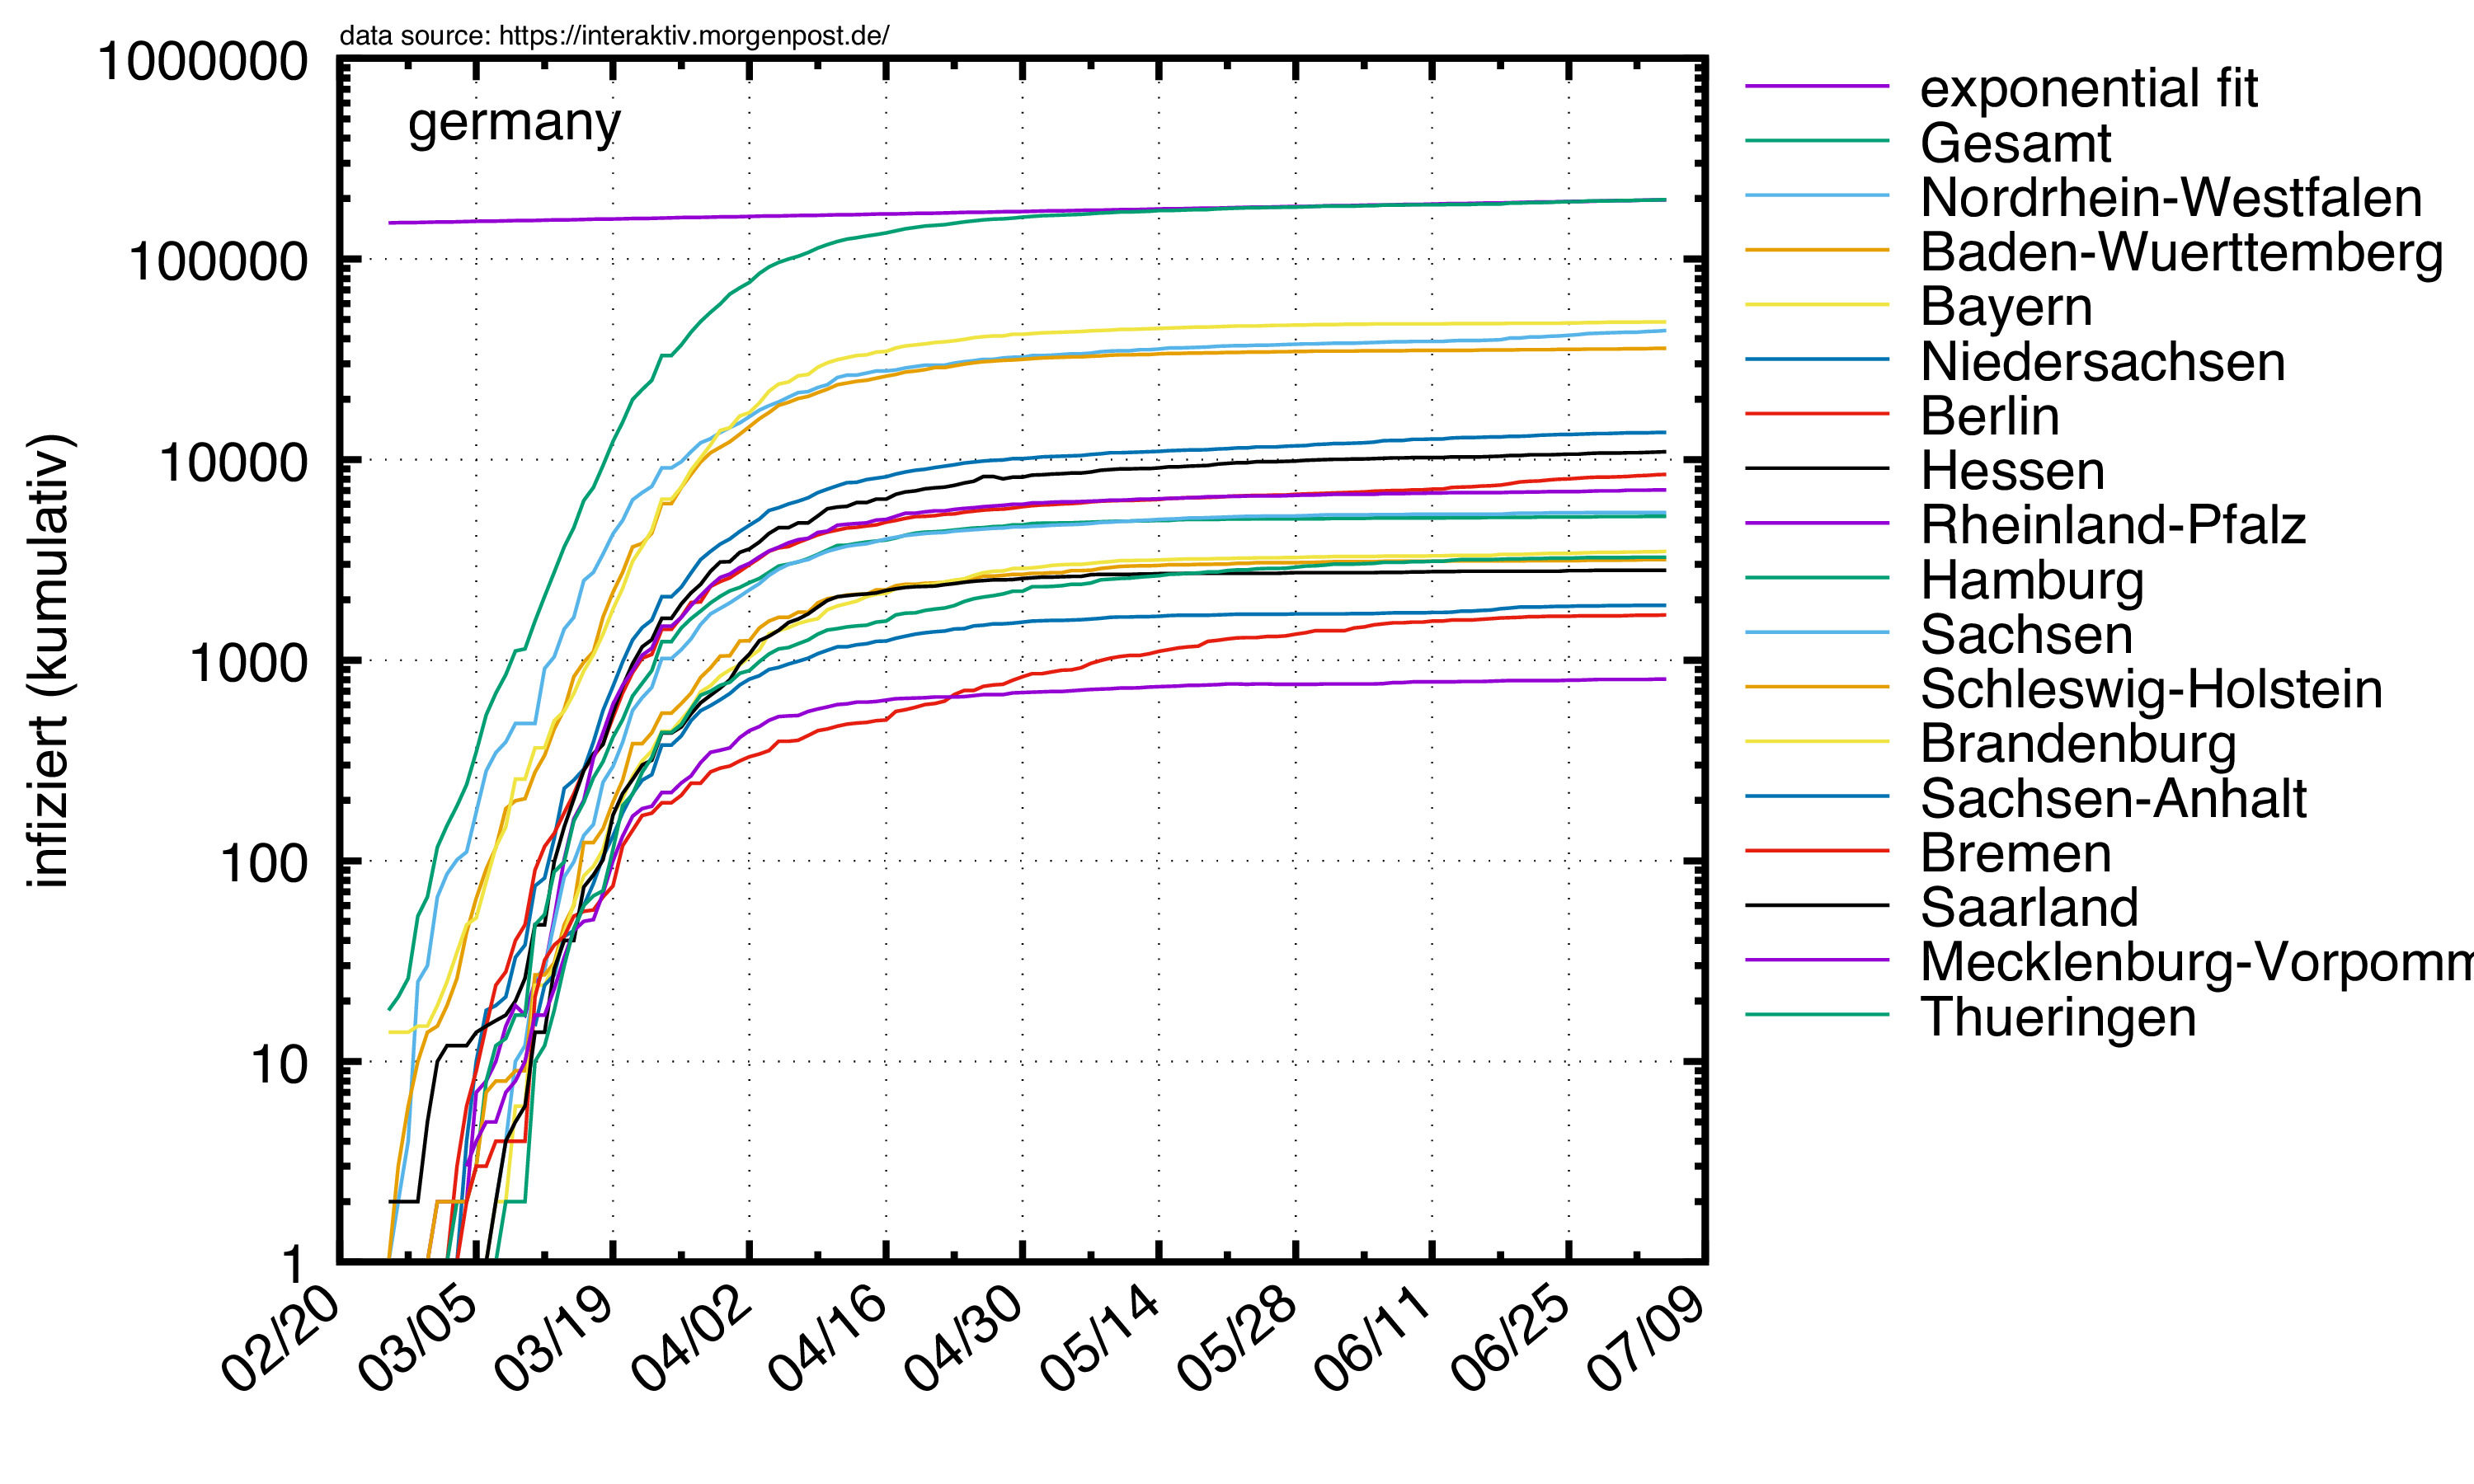 data source: https://interaktiv.morgenpost.de/
germany
infiziert (kumulativ)
1000000
100000
10000
1000
100
10
1
02/20
03/05
03/19
04/02
04/16
04/30
05/14
05/28
06/11
06/25
07/09
exponential fit
Gesamt
Nordrhein-Westfalen
Baden-Wuerttemberg
Bayern
Niedersachsen
Berlin
Hessen
Rheinland-Pfalz
Hamburg
Sachsen
Schleswig-Holstein
Brandenburg
Sachsen-Anhalt
Bremen
Saarland
Mecklenburg-Vorpomm
Thueringen